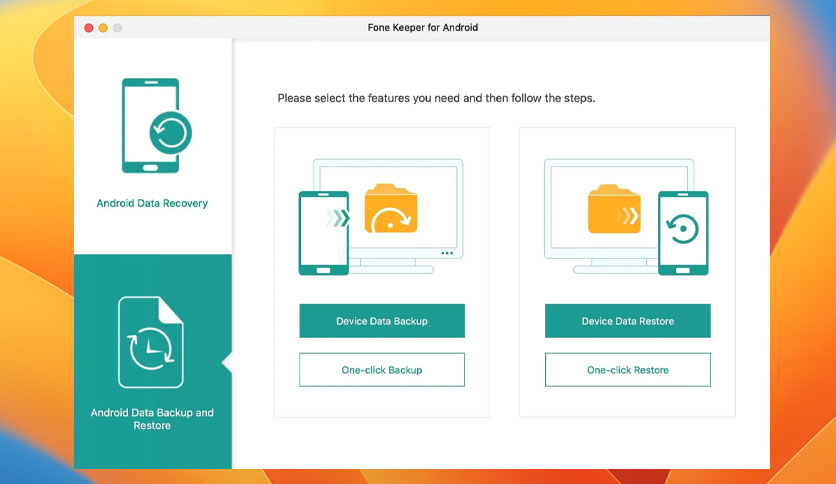 Fone Keeper for Android
Android Data Recovery
Android Data Backup and
Restore
Please select the features you need and then follow the steps.
Device Data Backup
One-click Backup
Device Data Restore
One-click Restore